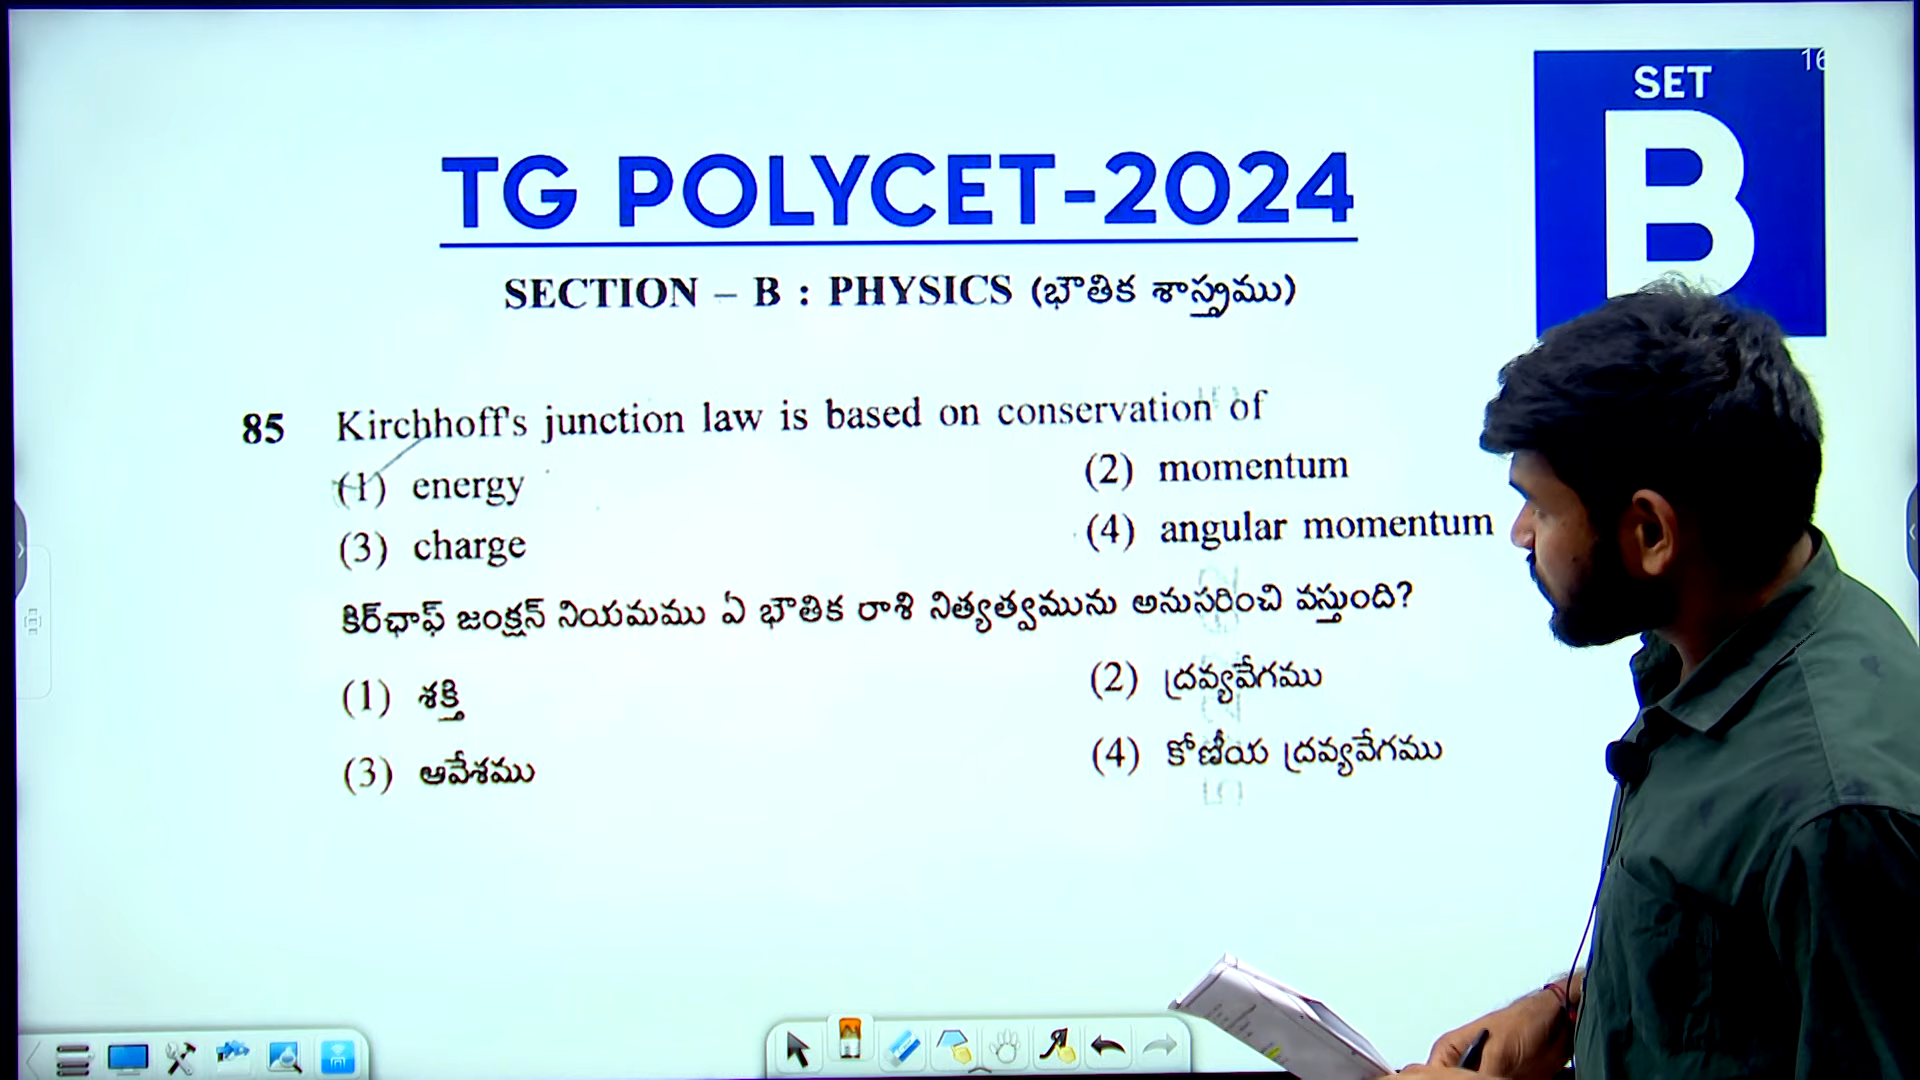 16
SET
B
TG POLYCET-2024
SECTION – B : PHYSICS (భౌతిక శాస్త్రము)
85 Kirchhoff's junction law is based on conservation of
(1) energy (2) momentum
(3) charge (4) angular momentum
కిర్‌ఛాఫ్ జంక్షన్ నియమము ఏ భౌతిక రాశి నిత్యత్వమును అనుసరించి వస్తుంది?
(1) శక్తి (2) ద్రవ్యవేగము
(3) ఆవేశము (4) కోణీయ ద్రవ్యవేగము